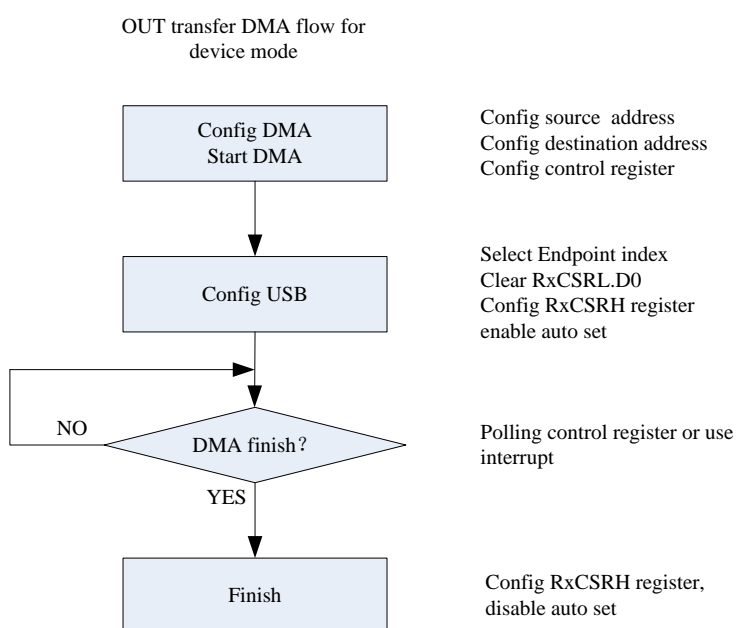 OUT transfer DMA flow for
device mode
Config DMA
Start DMA
Config source address
Config destination address
Config control register
Config USB
Select Endpoint index
Clear RxCSRL.D0
Config RxCSRH register
enable auto set
NO
DMA finish？
Polling control register or use
interrupt
YES
Finish
Config RxCSRH register,
disable auto set